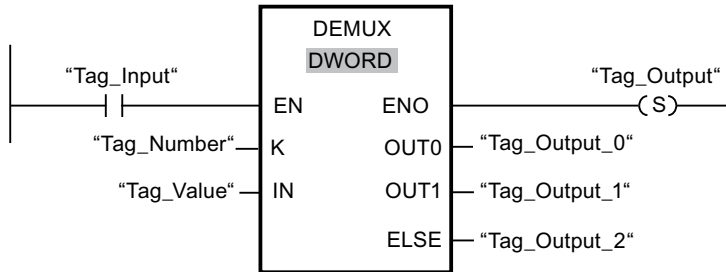 DEMUX
DWORD
“Tag_Input“
“Tag_Output“
EN ENO
S
“Tag_Number“ K OUT0 “Tag_Output_0“
“Tag_Value“ IN OUT1 “Tag_Output_1“
ELSE “Tag_Output_2“